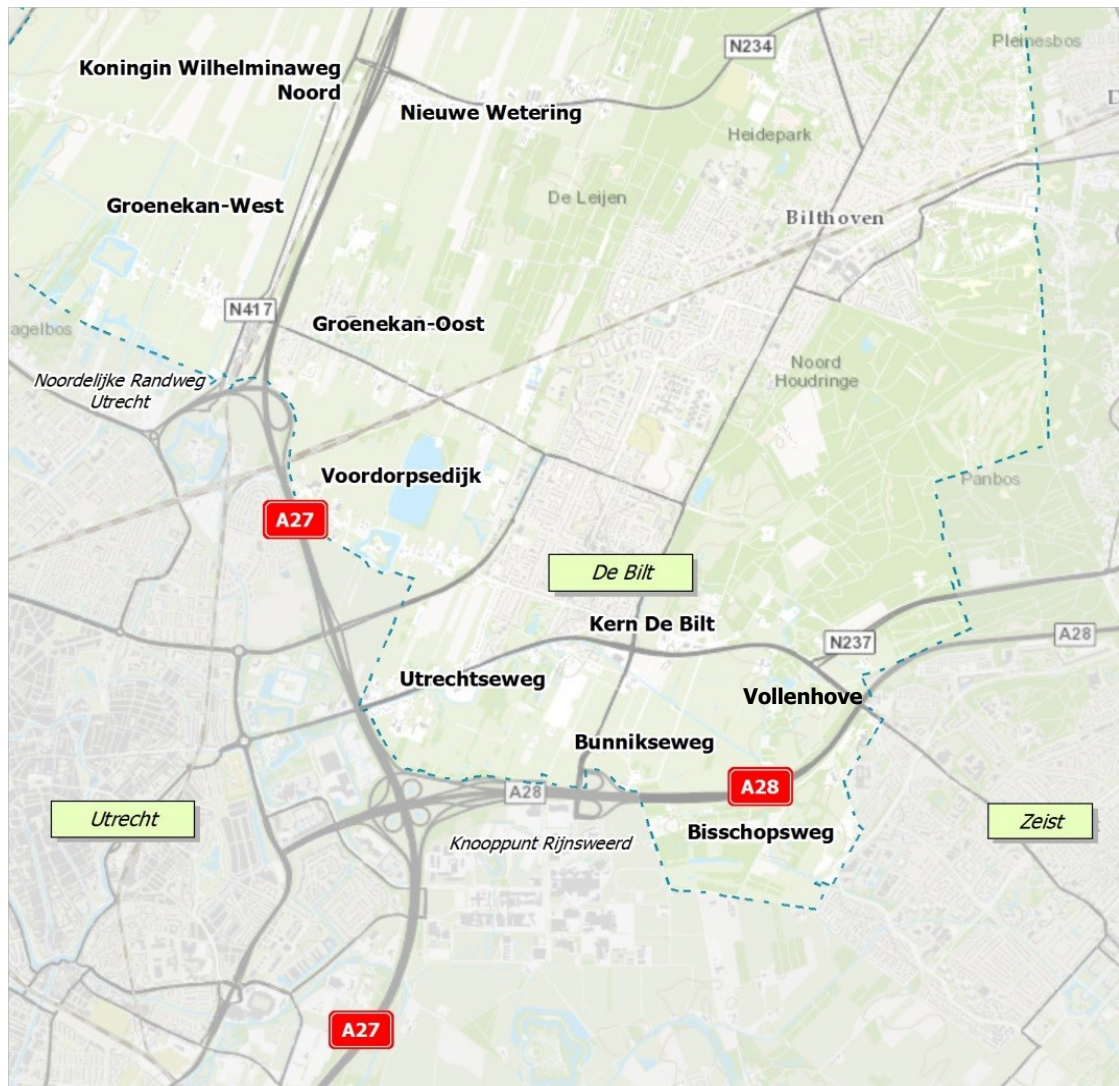 Pleinesbos
N234
Koningin Wilhelminaweg
Noord
D
Nieuwe Wetering
Heidepark
De Leijen
Groenekan-West
Bilthoven
N417
Groenekan-Oost
agelbos
Noord
Houdringe
Noordelijke Randweg
Utrecht
Voordorpsedijk
Panbos
A27
De Bilt
Kern De Bilt
N237
A28
Utrechtseweg
Vollenhove
Bunnikseweg
A28
A28
Utrecht
Zeist
Bisschopsweg
Knooppunt Rijnsweerd
A27